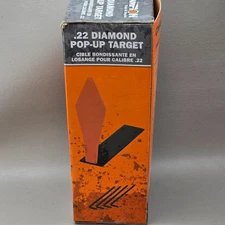 .22 DIAMOND
POP-UP TARGET
CIBLE BONDISSANTE EN
LOSANGE POUR CALIBRE .22